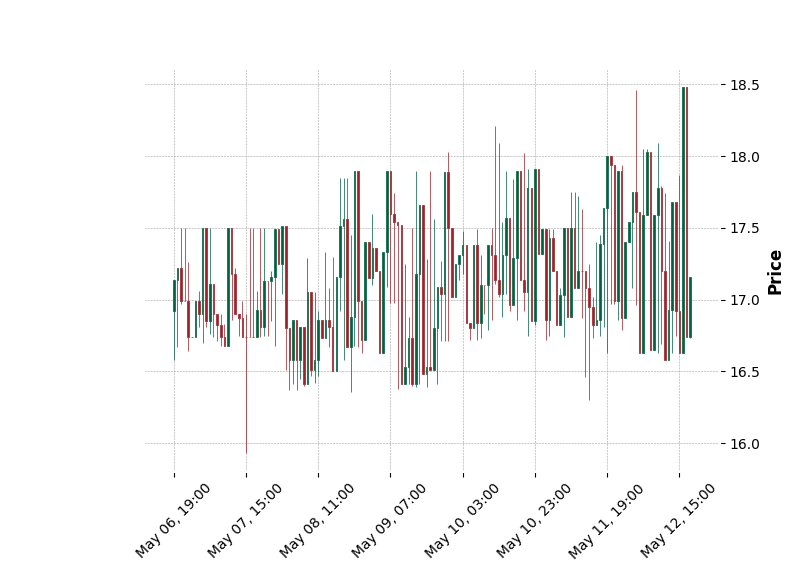 18.5
18.0
17.5
17.0
16.5
16.0
Price
May 06, 19:00
May 07, 15:00
May 08, 11:00
May 09, 07:00
May 10, 03:00
May 10, 23:00
May 11, 19:00
May 12, 15:00